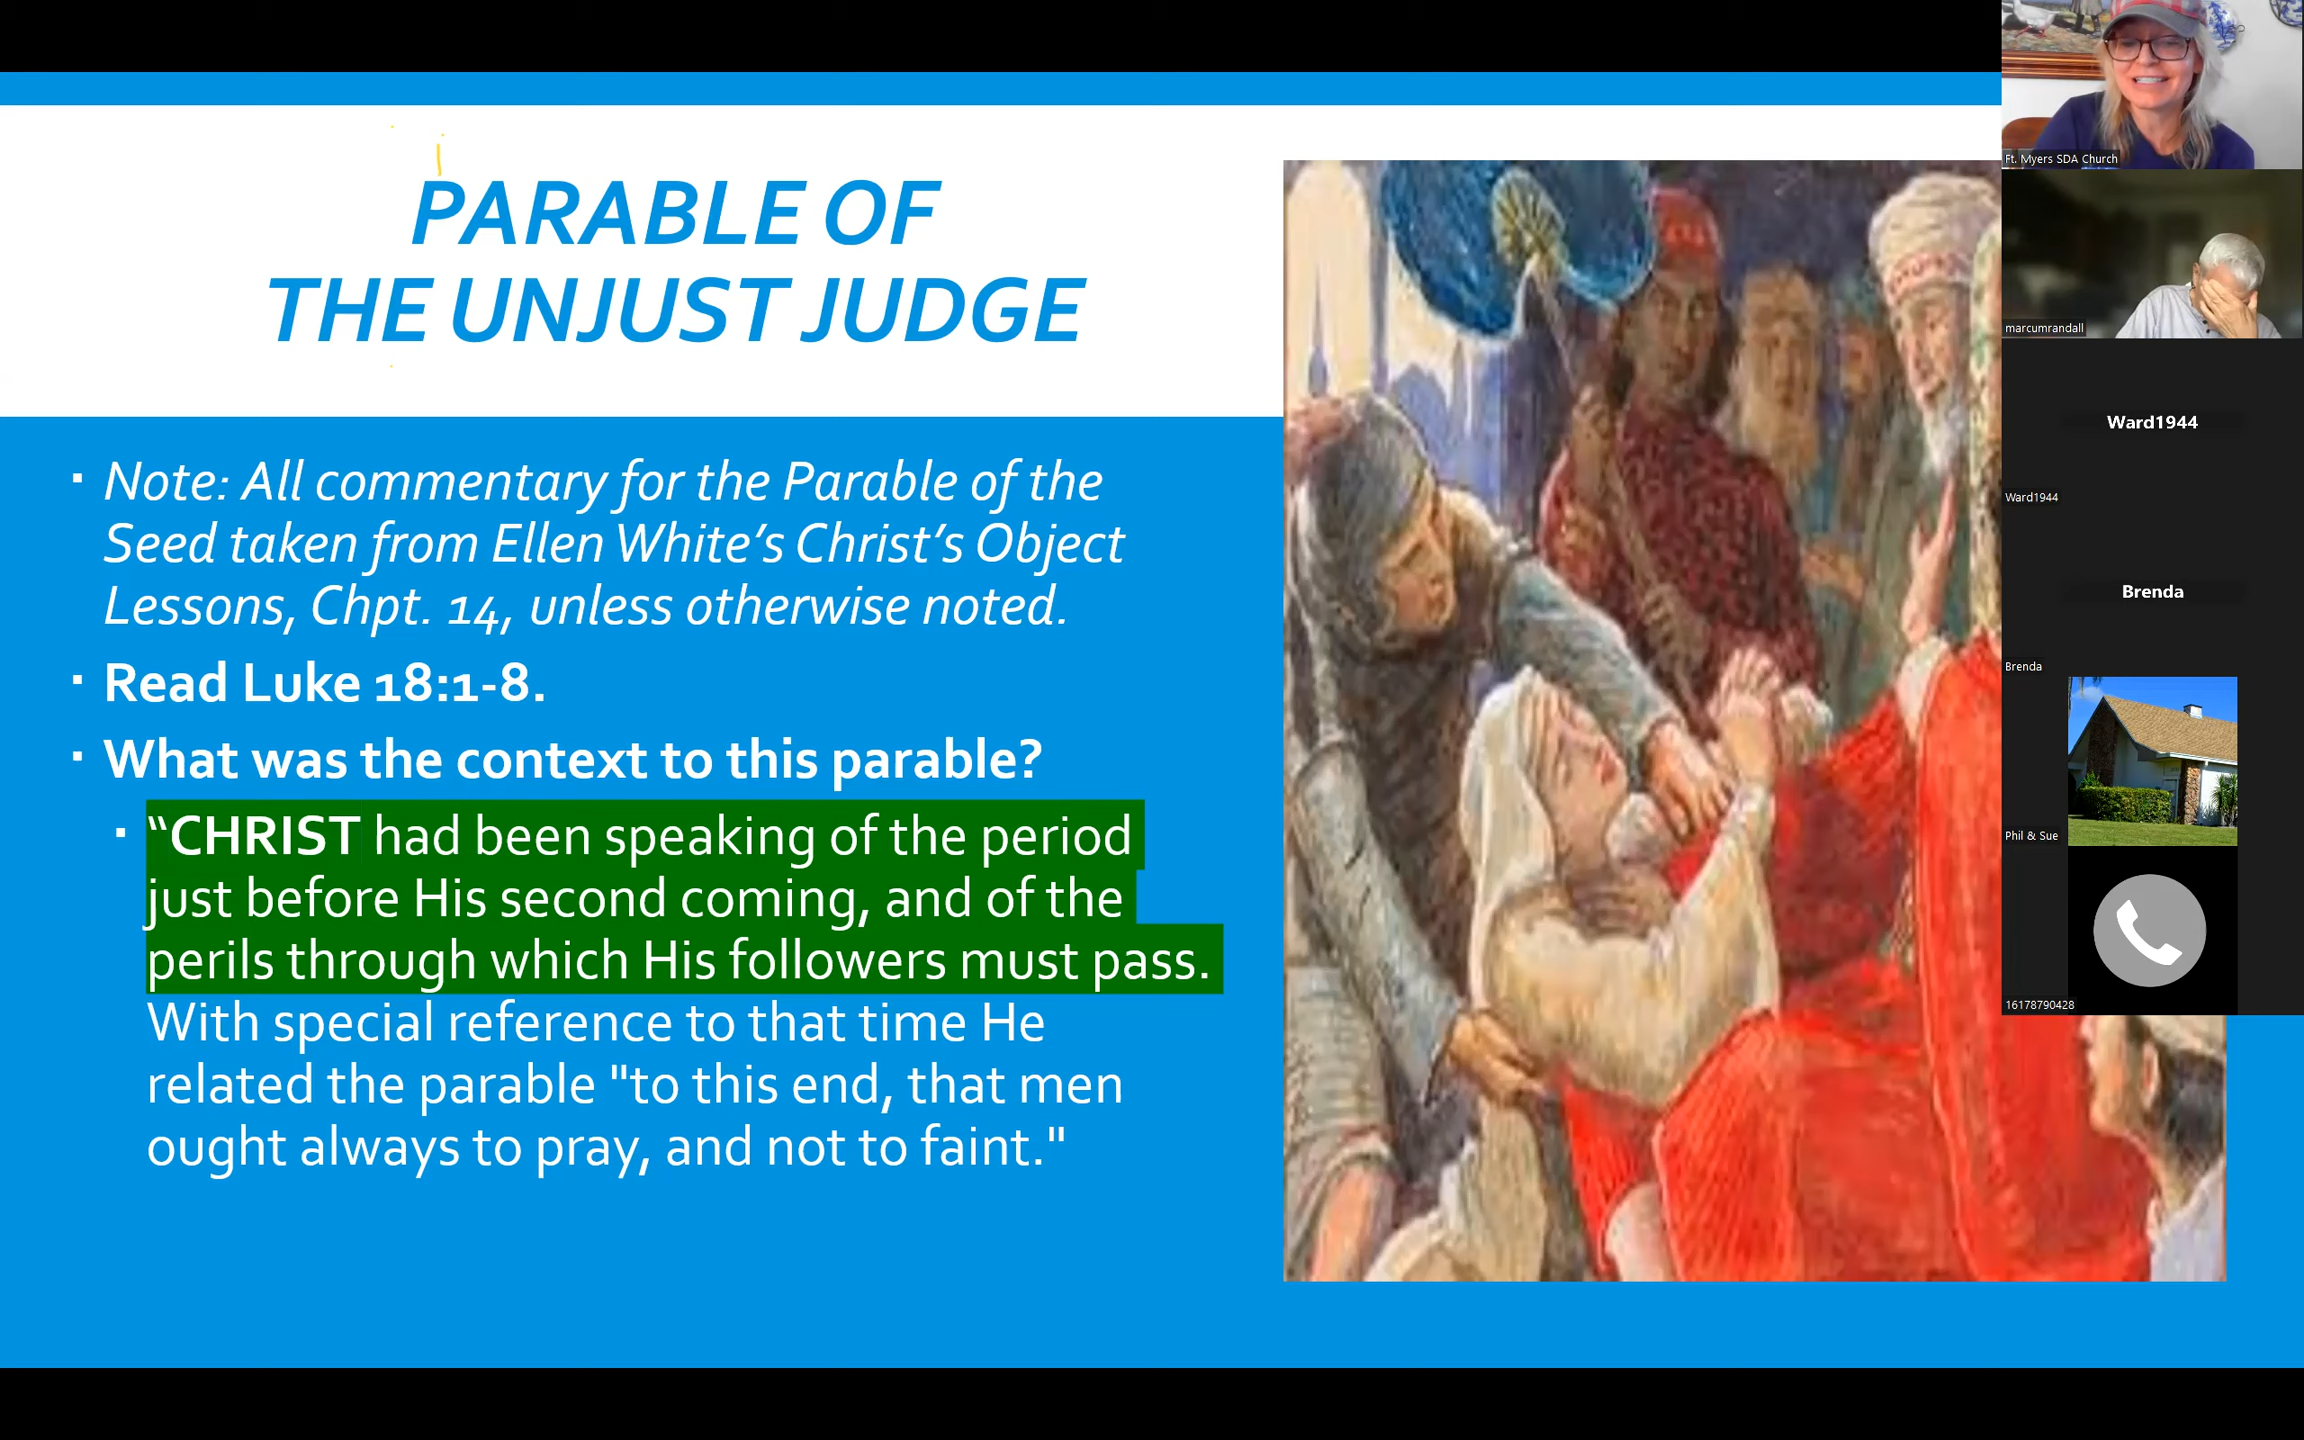 PARABLE OF
THE UNJUST JUDGE
▪ Note: All commentary for the Parable of the
Seed taken from Ellen White’s Christ’s Object
Lessons, Chpt. 14, unless otherwise noted.
▪ Read Luke 18:1-8.
▪ What was the context to this parable?
▪ “CHRIST had been speaking of the period
just before His second coming, and of the
perils through which His followers must pass.
With special reference to that time He
related the parable "to this end, that men
ought always to pray, and not to faint."
Ft. Myers SDA Church
marcumrandall
Ward1944
Ward1944
Brenda
Brenda
Phil & Sue
16178790428